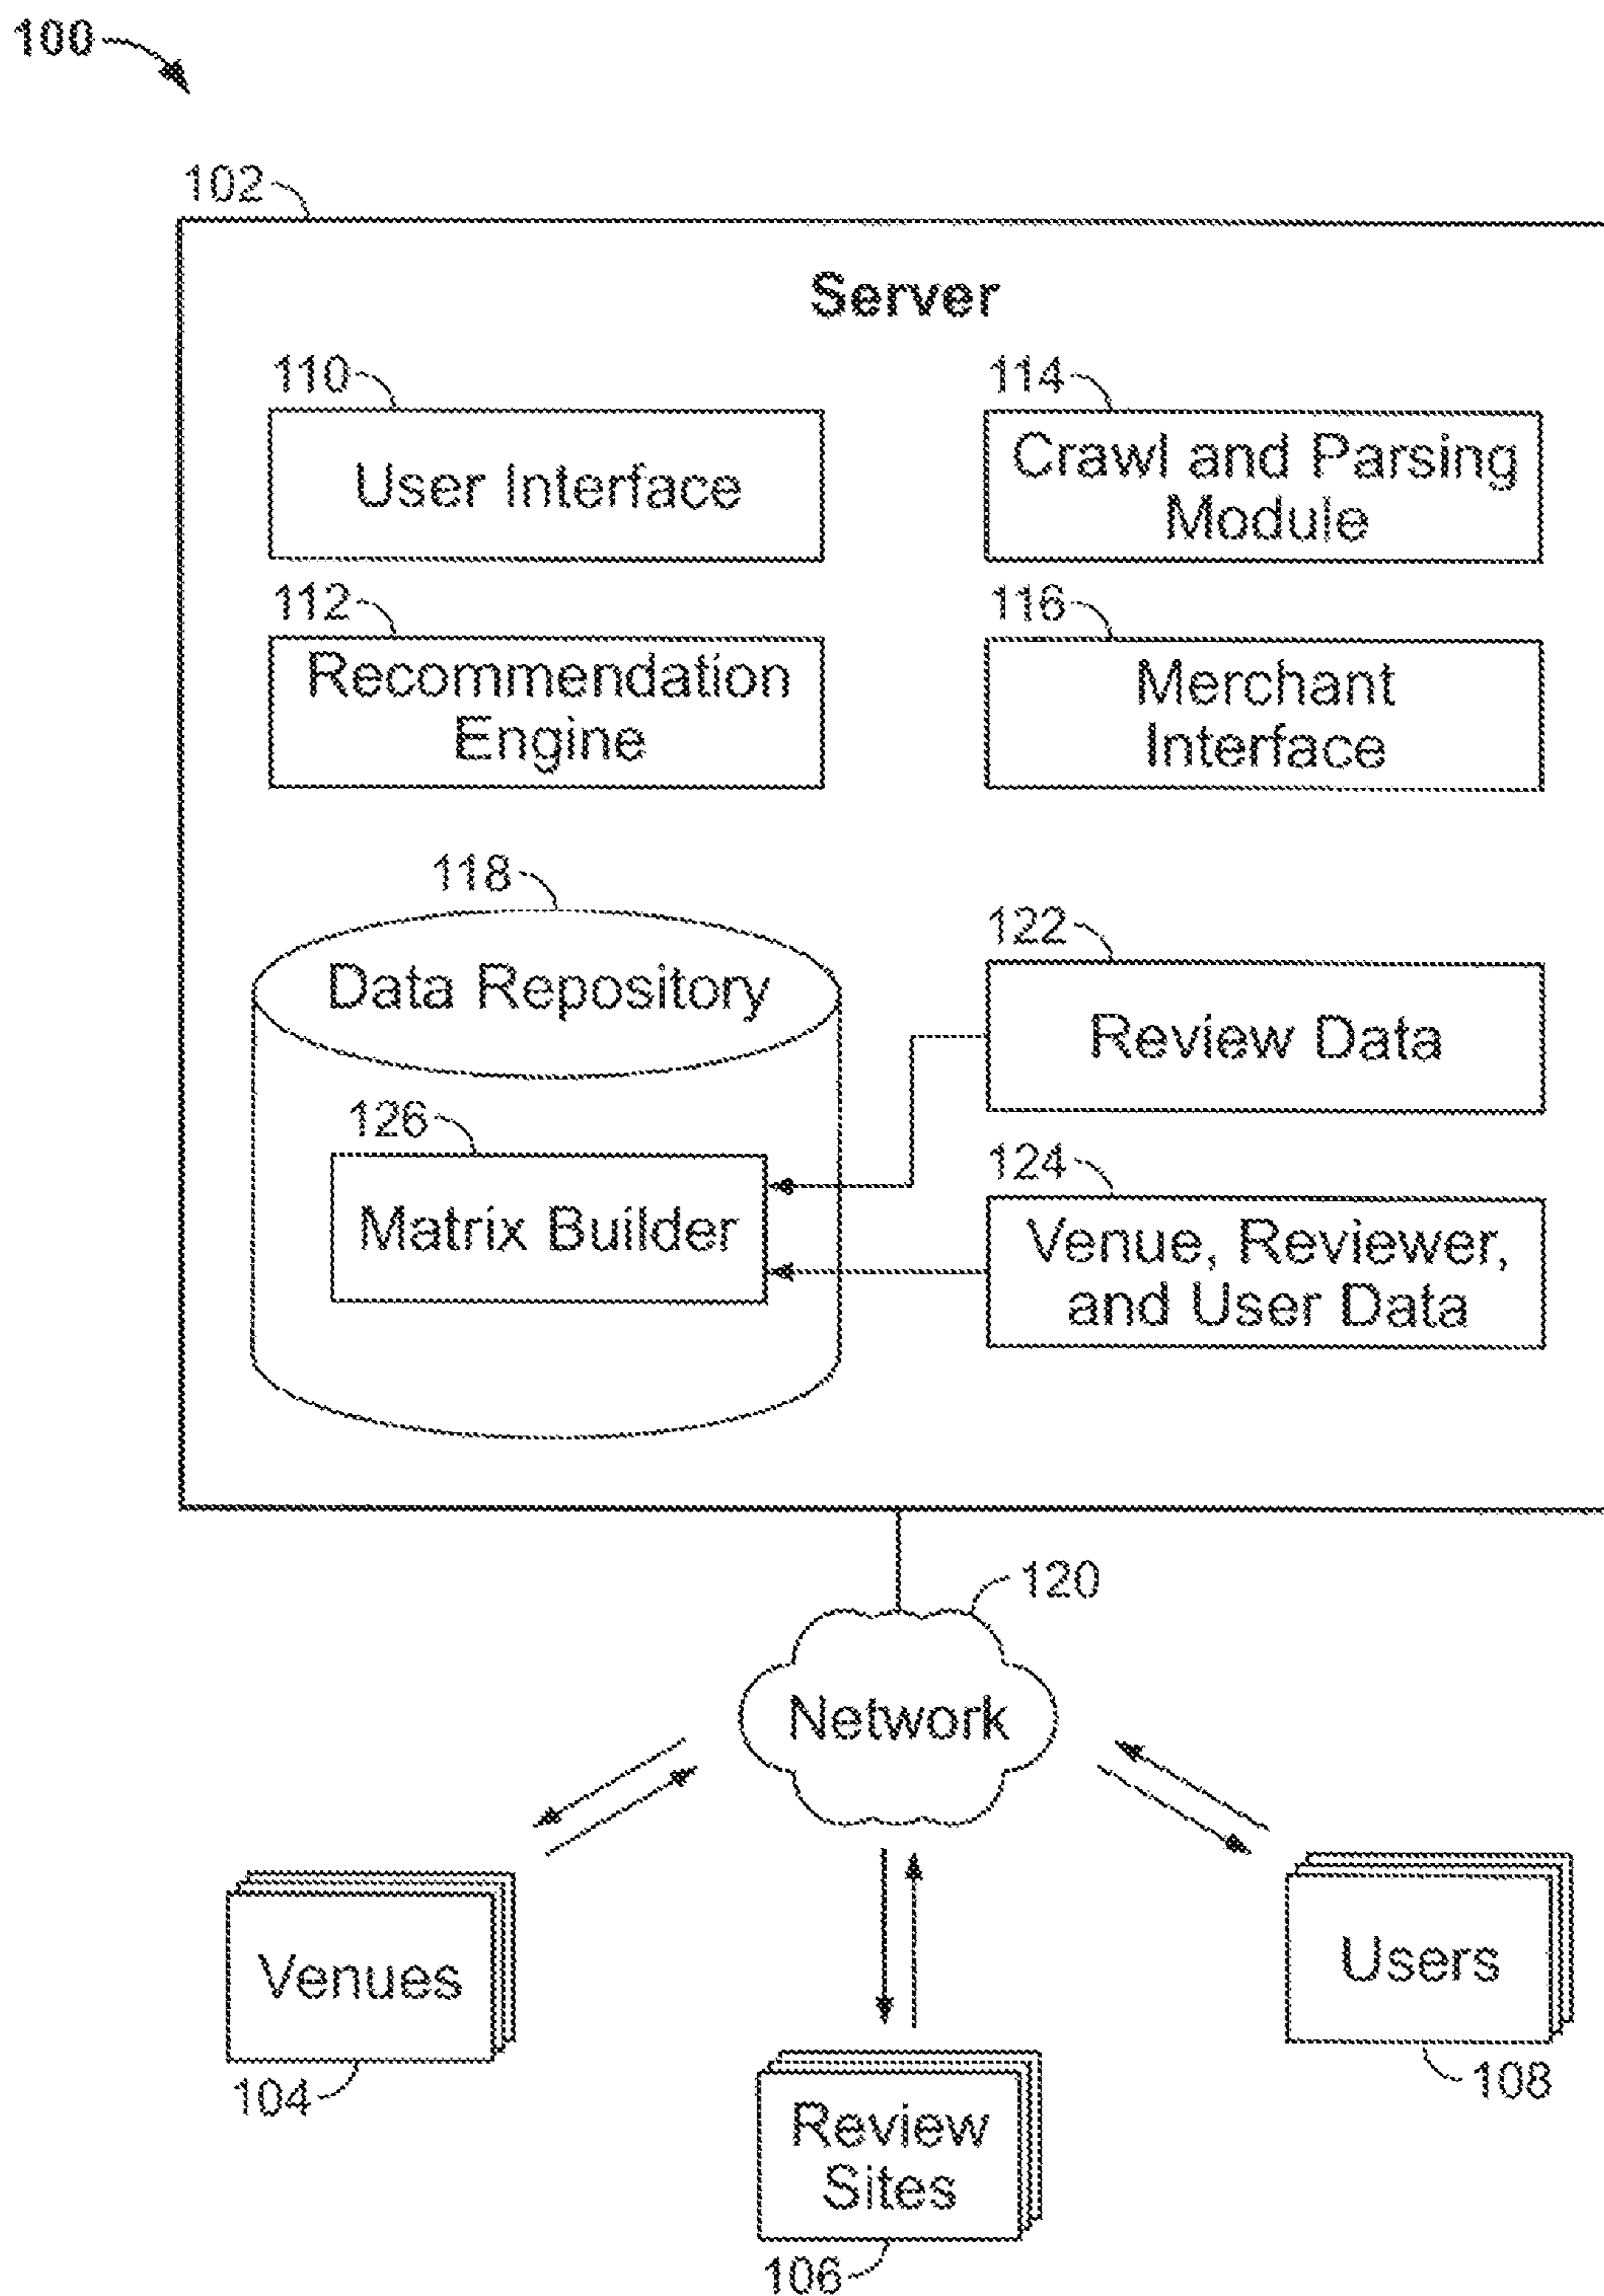 100
102
Server
110
User Interface
114
Crawl and Parsing
Module
112
Recommendation
Engine
116
Merchant
Interface
118
Data Repository
122
Review Data
126
Matrix Builder
124
Venue, Reviewer,
and User Data
120
Network
Venues
104
Review
Sites
106
Users
108